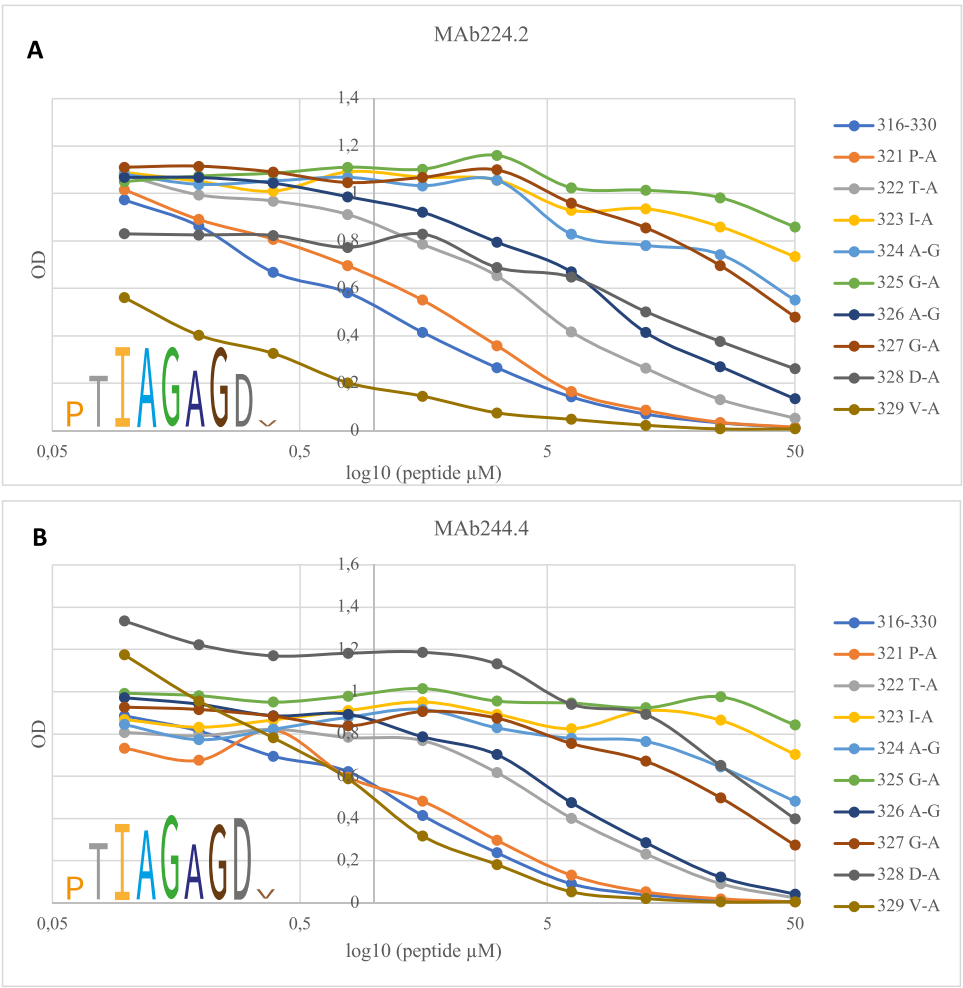 MAb224.2
A
1,4
1,2
1
0,8
0,6
0,4
0,2
0
OD
PTIAGAGDV
0,05 0,5 5 50
log10 (peptide µM)
316-330
321 P-A
322 T-A
323 I-A
324 A-G
325 G-A
326 A-G
327 G-A
328 D-A
329 V-A
MAb244.4
B
1,6
1,4
1,2
1
0,8
0,6
0,4
0,2
0
OD
PTIAGAGDV
0,05 0,5 5 50
log10 (peptide µM)
316-330
321 P-A
322 T-A
323 I-A
324 A-G
325 G-A
326 A-G
327 G-A
328 D-A
329 V-A